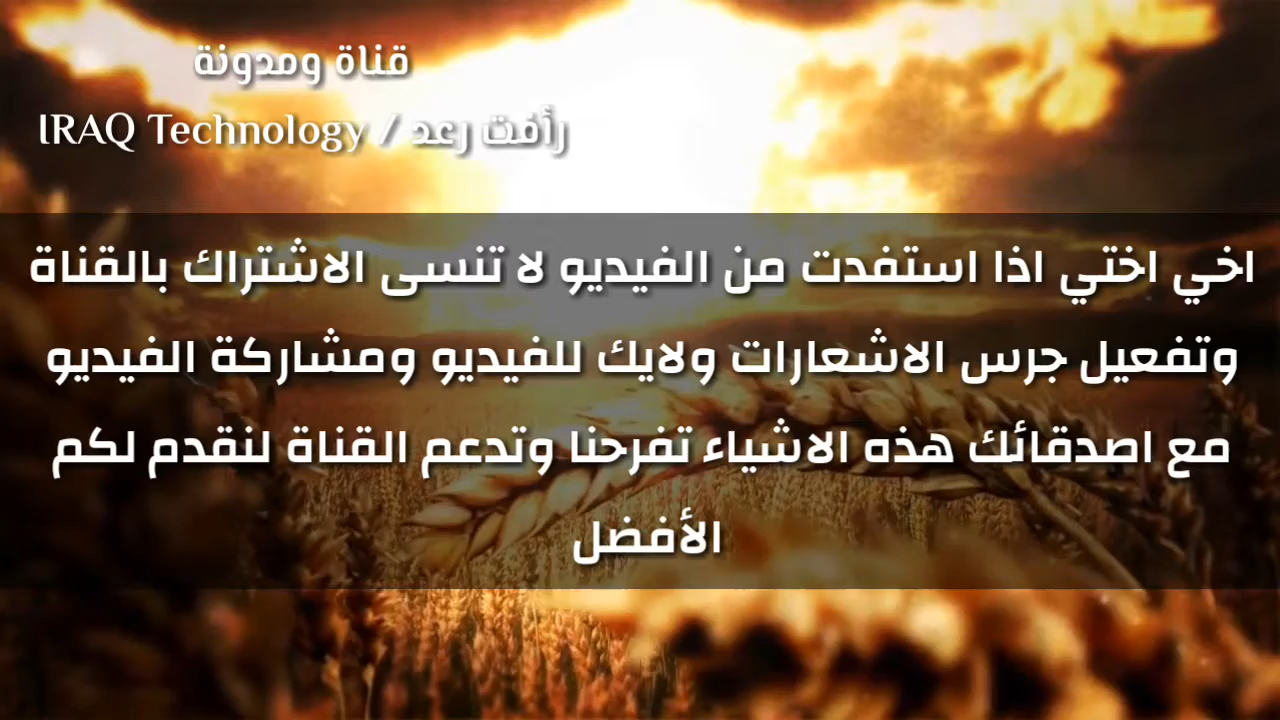 قناة ومدونة
رأفت رعد / IRAQ Technology
اخي اختي اذا استفدت من الفيديو لا تنسى الاشتراك بالقناة
وتفعيل جرس الاشعارات ولايك للفيديو ومشاركة الفيديو
مع اصدقائك هذه الاشياء تفرحنا وتدعم القناة لنقدم لكم
الأفضل